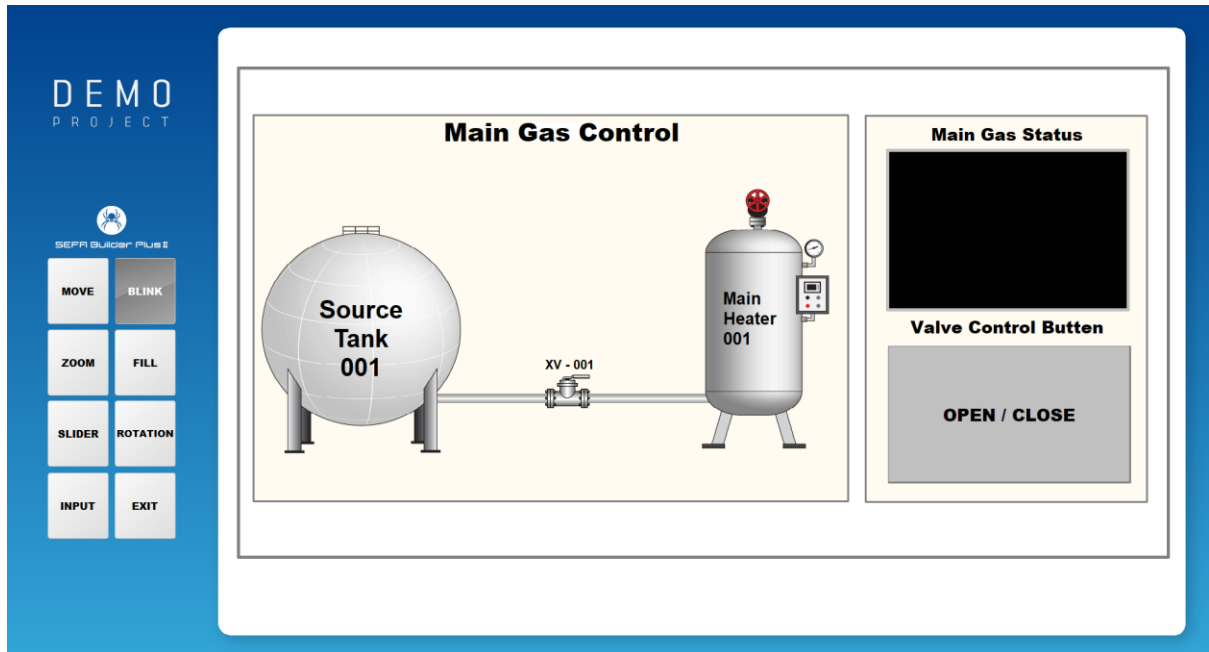 DEMO
PROJECT
SEFA Builder Plus II
MOVE
BLINK
ZOOM
FILL
SLIDER
ROTATION
INPUT
EXIT
Main Gas Control
Source
Tank
001
XV - 001
Main
Heater
001
Main Gas Status
Valve Control Butten
OPEN / CLOSE